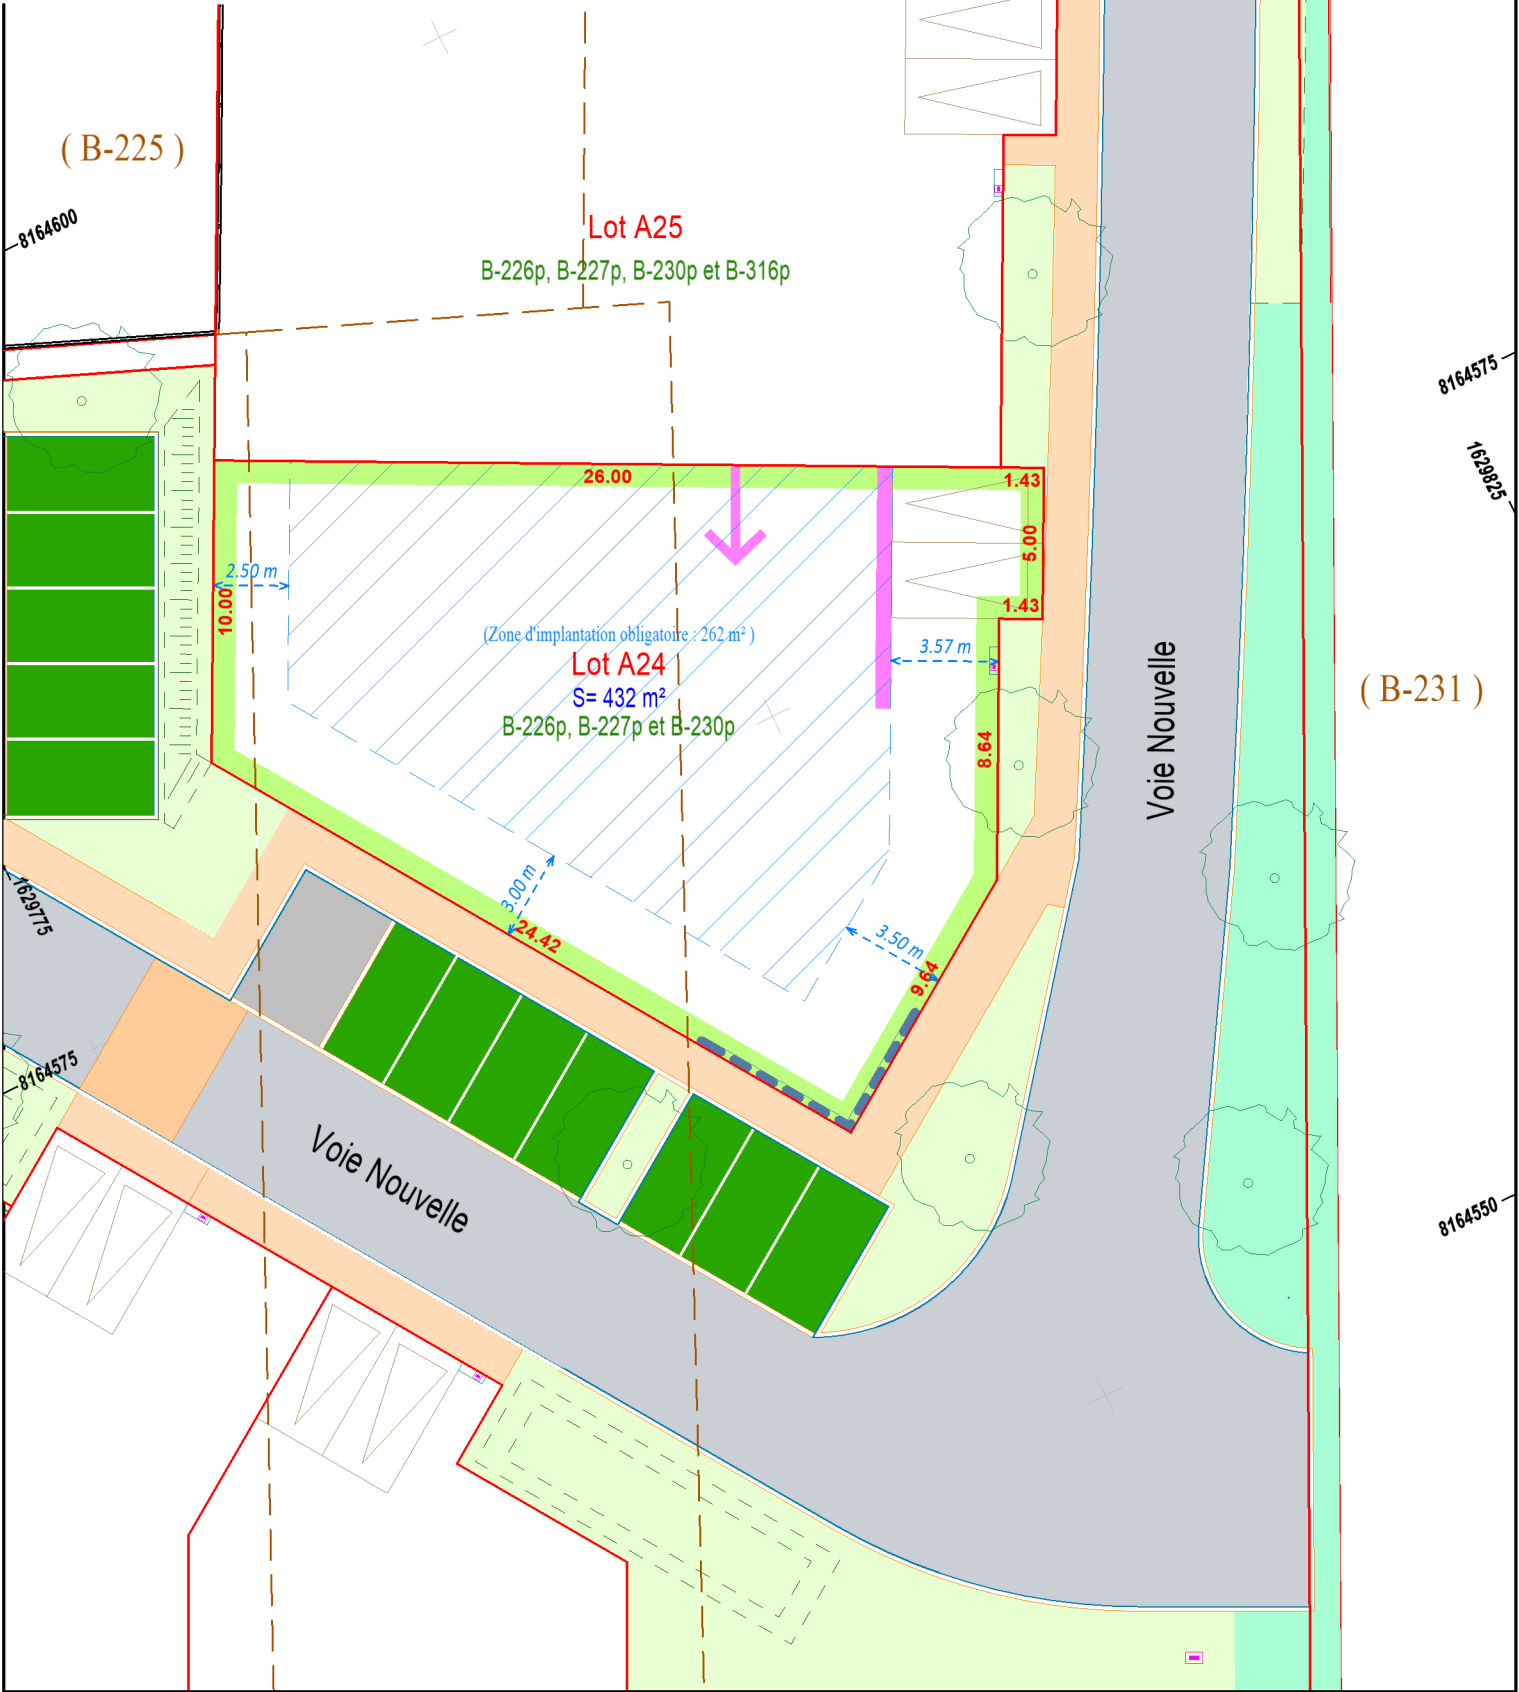 ( B-225 )
8164600
Lot A25
B-226p, B-227p, B-230p et B-316p
8164575
1629825
26.00
1.43
5.00
1.43
2.50 m
10.00
(Zone d'implantation obligatoire : 262 m² )
Lot A24
S= 432 m²
B-226p, B-227p et B-230p
3.57 m
8.64
Voie Nouvelle
( B-231 )
3.00 m
24.42
3.50 m
9.64
1629775
8164575
Voie Nouvelle
8164550